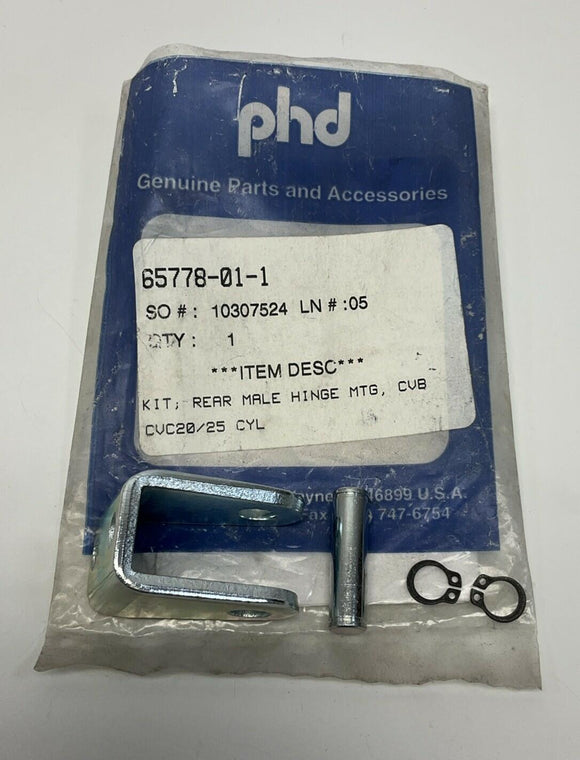 phd
Genuine Parts and Accessories
65778-01-1
SO #: 10307524 LN #:05
QTY: 1
***ITEM DESC***
KIT; REAR MALE HINGE MTG, CVB
CVC20/25 CYL
46899 U.S.A.
747-6754